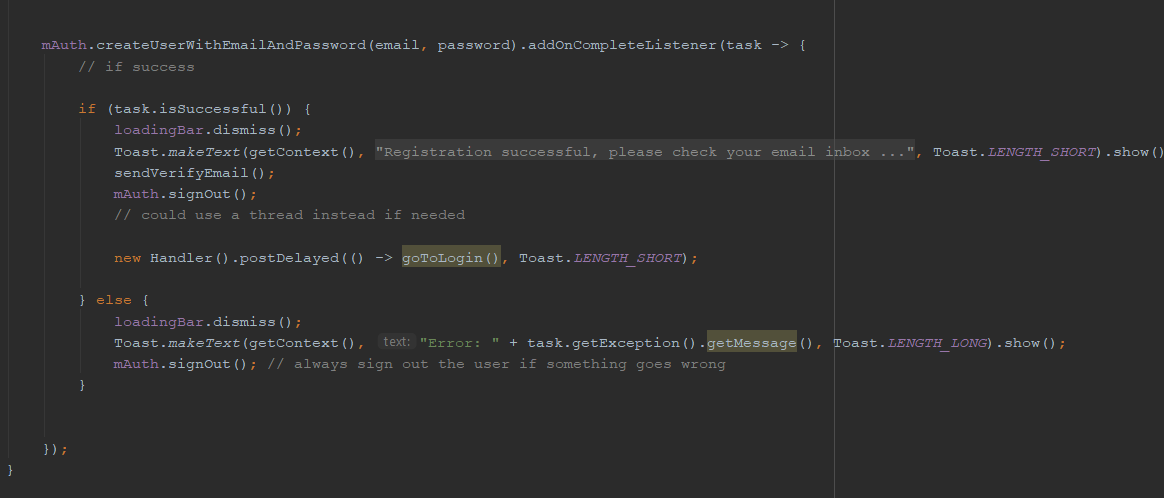 mAuth.createUserWithEmailAndPassword(email, password).addOnCompleteListener(task -> {
// if success
if (task.isSuccessful()) {
loadingBar.dismiss();
Toast.makeText(getContext(), "Registration successful, please check your email inbox ...", Toast.LENGTH_SHORT).show()
sendVerifyEmail();
mAuth.signOut();
// could use a thread instead if needed
new Handler().postDelayed(() -> goToLogin(), Toast.LENGTH_SHORT);
} else {
loadingBar.dismiss();
Toast.makeText(getContext(), text: "Error: " + task.getException().getMessage(), Toast.LENGTH_LONG).show();
mAuth.signOut(); // always sign out the user if something goes wrong
}
});
}